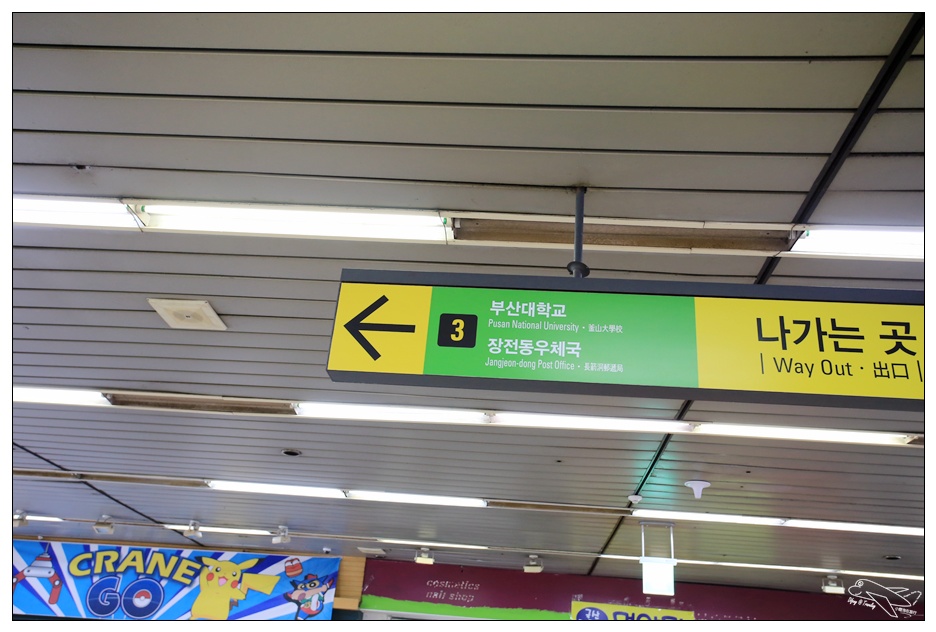 3
부산대학교
Pusan National University · 釜山大學校
장전동우체국
Jangjeon-dong Post Office · 長箭洞郵遞局
나가는 곳
| Way Out · 出口 |
CRANE
GO
cosmetics
nail shop